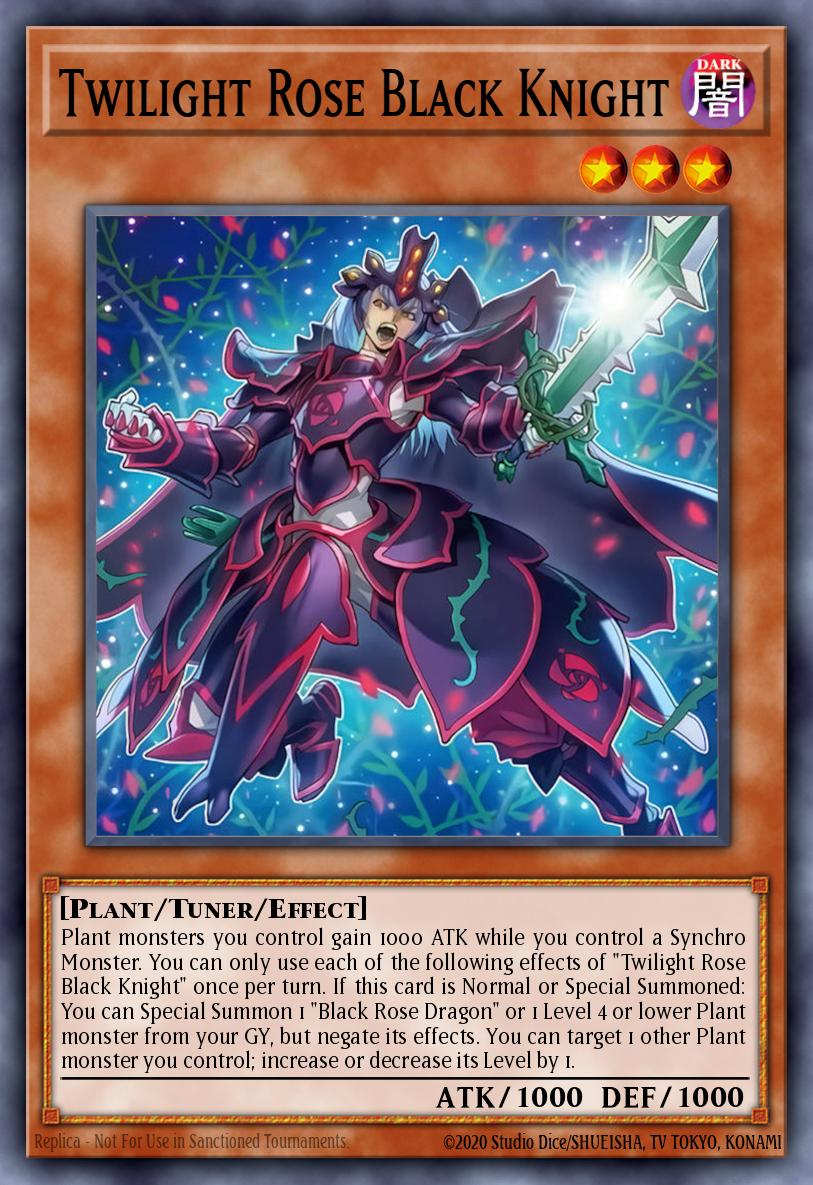 Twilight Rose Black Knight
DARK
闇
[Plant/Tuner/Effect]
Plant monsters you control gain 1000 ATK while you control a Synchro
Monster. You can only use each of the following effects of "Twilight Rose
Black Knight" once per turn. If this card is Normal or Special Summoned:
You can Special Summon 1 "Black Rose Dragon" or 1 Level 4 or lower Plant
monster from your GY, but negate its effects. You can target 1 other Plant
monster you control; increase or decrease its Level by 1.
ATK/1000 DEF/1000
Replica - Not For Use in Sanctioned Tournaments.
©2020 Studio Dice/SHUEISHA, TV TOKYO, KONAMI